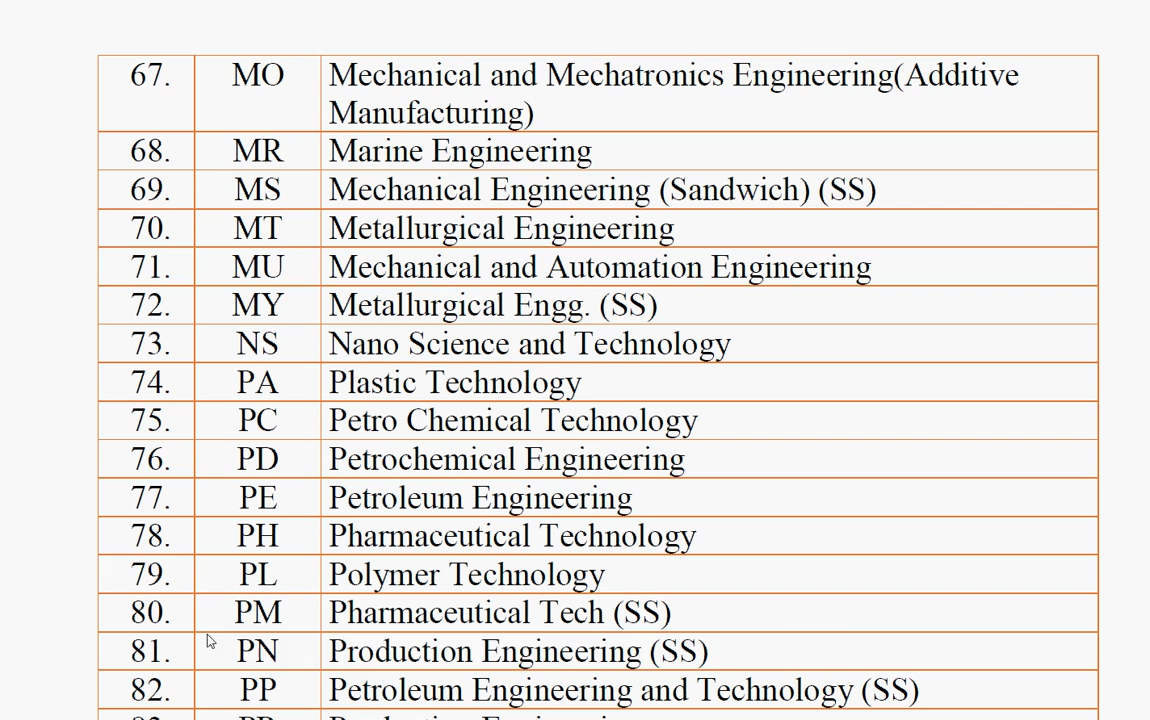 67. MO Mechanical and Mechatronics Engineering(Additive
Manufacturing)
68. MR Marine Engineering
69. MS Mechanical Engineering (Sandwich) (SS)
70. MT Metallurgical Engineering
71. MU Mechanical and Automation Engineering
72. MY Metallurgical Engg. (SS)
73. NS Nano Science and Technology
74. PA Plastic Technology
75. PC Petro Chemical Technology
76. PD Petrochemical Engineering
77. PE Petroleum Engineering
78. PH Pharmaceutical Technology
79. PL Polymer Technology
80. PM Pharmaceutical Tech (SS)
81. PN Production Engineering (SS)
82. PP Petroleum Engineering and Technology (SS)